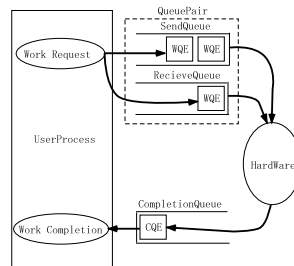 QueuePair
SendQueue
Work Request
WQE
WQE
RecieveQueue
WQE
UserProcess
HardWare
CompletionQueue
Work Completion
CQE